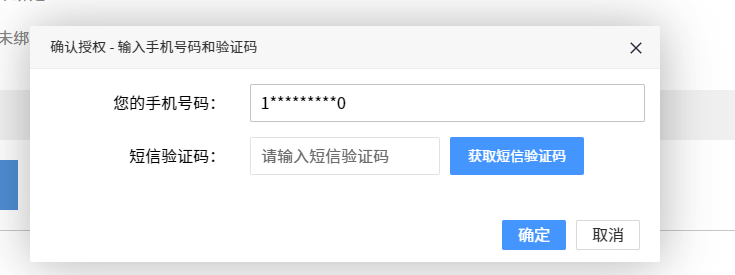 未绑
确认授权 - 输入手机号码和验证码
您的手机号码：
1*********0
短信验证码：
请输入短信验证码
获取短信验证码
确定
取消